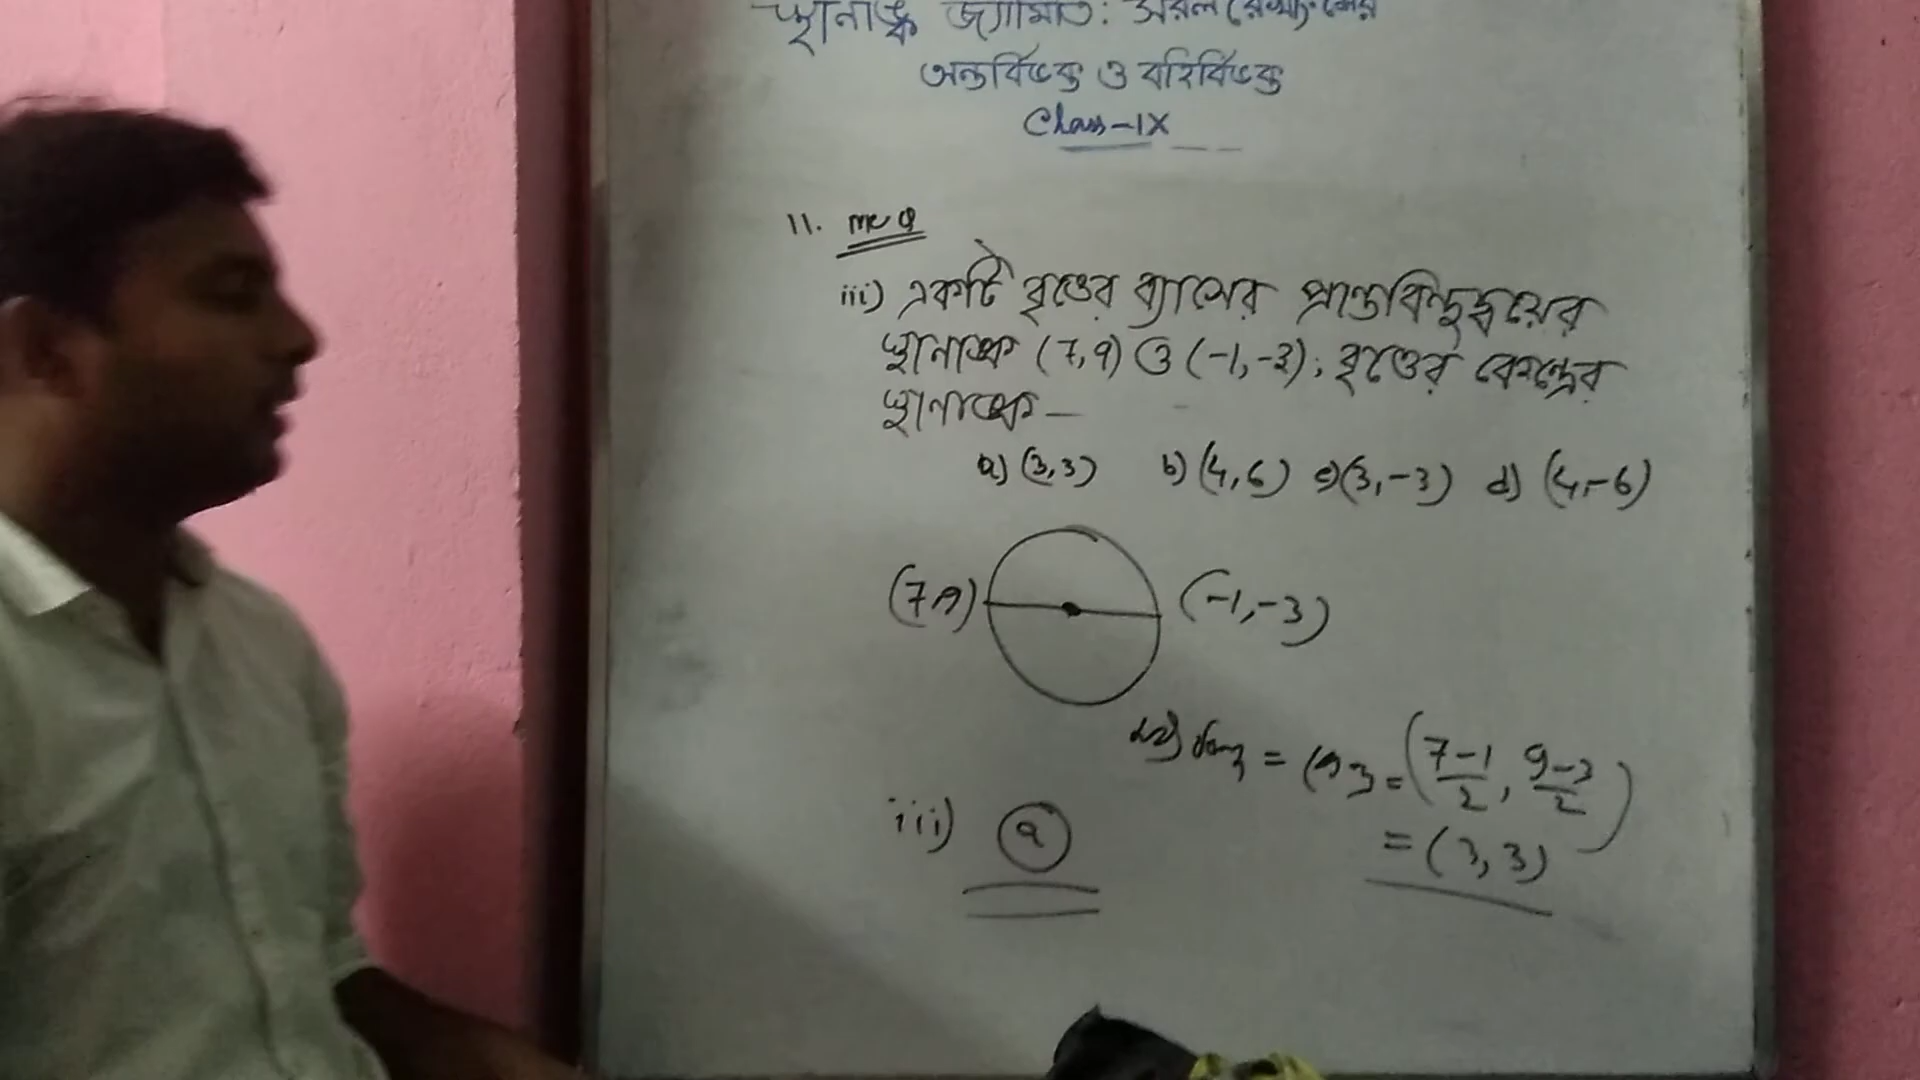 স্থানাঙ্ক জ্যামিতি: সরল
অন্তর্বিভক্ত ও বহির্বিভক্ত
Class-IX
11. MCQ
iii) একটি বৃত্তের ব্যাসের প্রান্তবিন্দুদ্বয়ের
স্থানাঙ্ক (7,9) ও (-1,-3); বৃত্তের কেন্দ্রের
স্থানাঙ্ক —
a) (3,3) b) (4,6) c) (3,-3) d) (4,-6)
(7,9) (-1,-3)
= (7-1/2, 9-3/2)
iii) a
= (3,3)